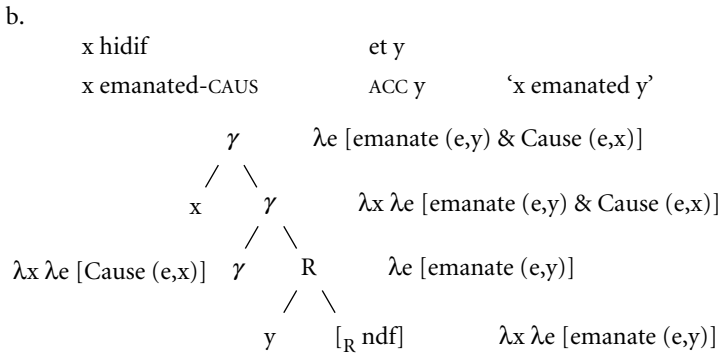 b.
x hidif et y
x emanated-CAUS ACC y ‘x emanated y’
γ λe [emanate (e,y) & Cause (e,x)]
x γ λx λe [emanate (e,y) & Cause (e,x)]
λx λe [Cause (e,x)] γ R λe [emanate (e,y)]
y [R ndf] λx λe [emanate (e,y)]